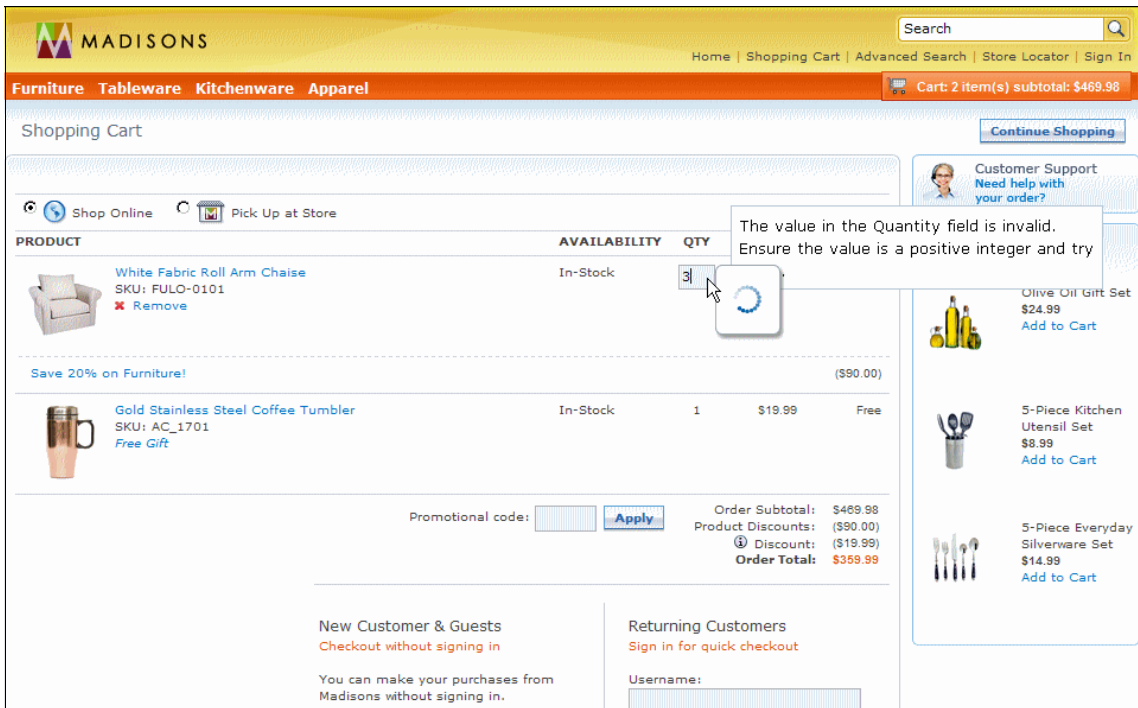 MADISONS
Search
Home | Shopping Cart | Advanced Search | Store Locator | Sign In
Furniture Tableware Kitchenware Apparel
Cart: 2 item(s) subtotal: $469.98
Shopping Cart
Continue Shopping
Customer Support
Need help with
your order?
Shop Online
Pick Up at Store
The value in the Quantity field is invalid.
Ensure the value is a positive integer and try
PRODUCT AVAILABILITY QTY
White Fabric Roll Arm Chaise In-Stock 3
SKU: FULO-0101
Remove
Olive Oil Gift Set
$24.99
Add to Cart
Save 20% on Furniture! ($90.00)
Gold Stainless Steel Coffee Tumbler In-Stock 1 $19.99 Free
SKU: AC_1701
Free Gift
5-Piece Kitchen
Utensil Set
$8.99
Add to Cart
Promotional code: Apply
Order Subtotal: $469.98
Product Discounts: ($90.00)
Discount: ($19.99)
Order Total: $359.99
5-Piece Everyday
Silverware Set
$14.99
Add to Cart
New Customer & Guests
Checkout without signing in
You can make your purchases from
Madisons without signing in.
Returning Customers
Sign in for quick checkout
Username: